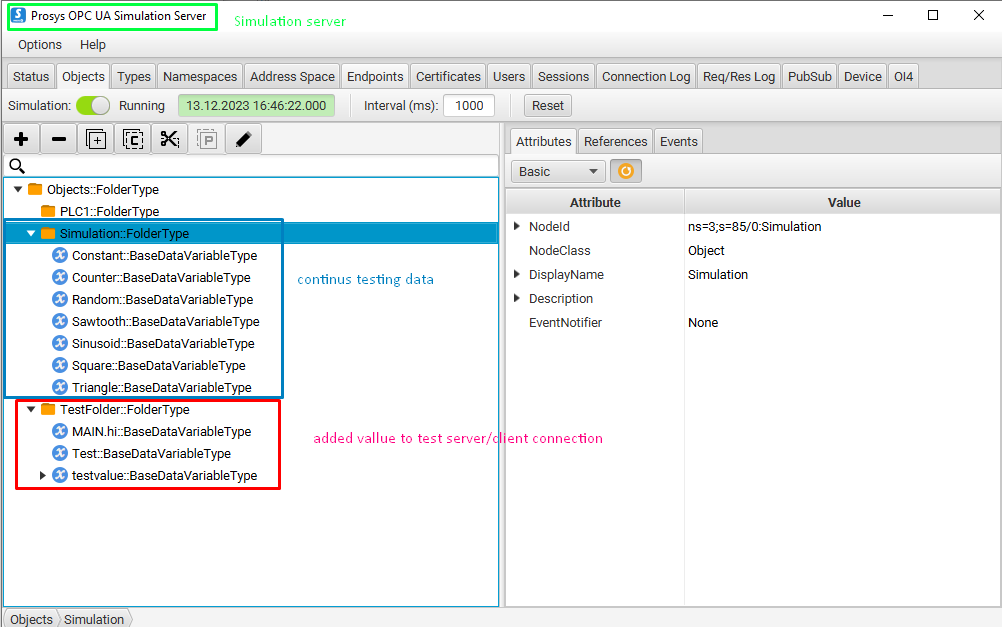 Prosys OPC UA Simulation Server
Simulation server
Options Help
Status Objects Types Namespaces Address Space Endpoints Certificates Users Sessions Connection Log Req/Res Log PubSub Device OI4
Simulation: Running 13.12.2023 16:46:22.000 Interval (ms): 1000 Reset
Attributes References Events
Basic
Attribute Value
NodeId ns=3;s=85/0:Simulation
NodeClass Object
DisplayName Simulation
Description
EventNotifier None
Objects::FolderType
PLC1::FolderType
Simulation::FolderType
Constant::BaseDataVariableType
Counter::BaseDataVariableType
continus testing data
Random::BaseDataVariableType
Sawtooth::BaseDataVariableType
Sinusoid::BaseDataVariableType
Square::BaseDataVariableType
Triangle::BaseDataVariableType
TestFolder::FolderType
MAIN.hi::BaseDataVariableType
added vallue to test server/client connection
Test::BaseDataVariableType
testvalue::BaseDataVariableType
Objects Simulation